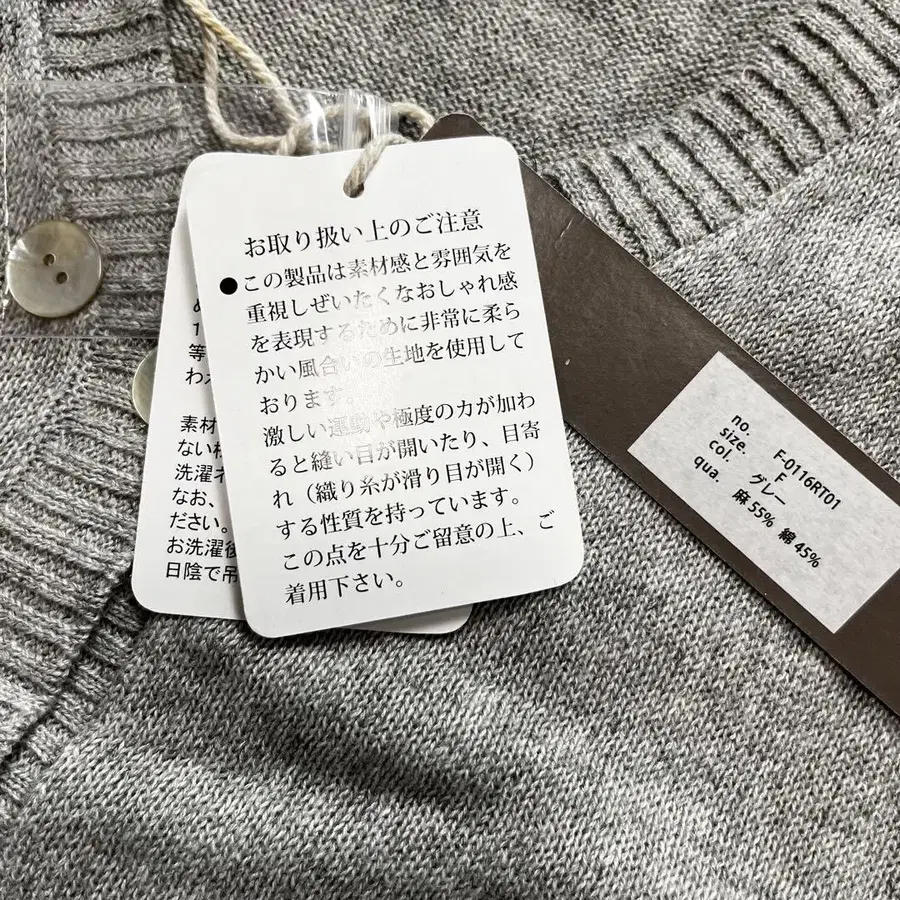 お取り扱い上のご注意
●この製品は素材感と雰囲気を
重視しぜいたくなおしゃれ感
を表現するために非常に柔ら
かい風合いの生地を使用して
おります。
激しい運動や極度の力が加わ
ると縫い目が開いたり、目寄
れ（織り糸が滑り目が開く）
する性質を持っています。
この点を十分ご留意の上、ご
着用下さい。
等
素材
ない
洗濯
なお、
ださい。
お洗濯後
日陰で吊
no. F-0116RT01
size. F
col. グレー
qua. 麻 55% 綿 45%